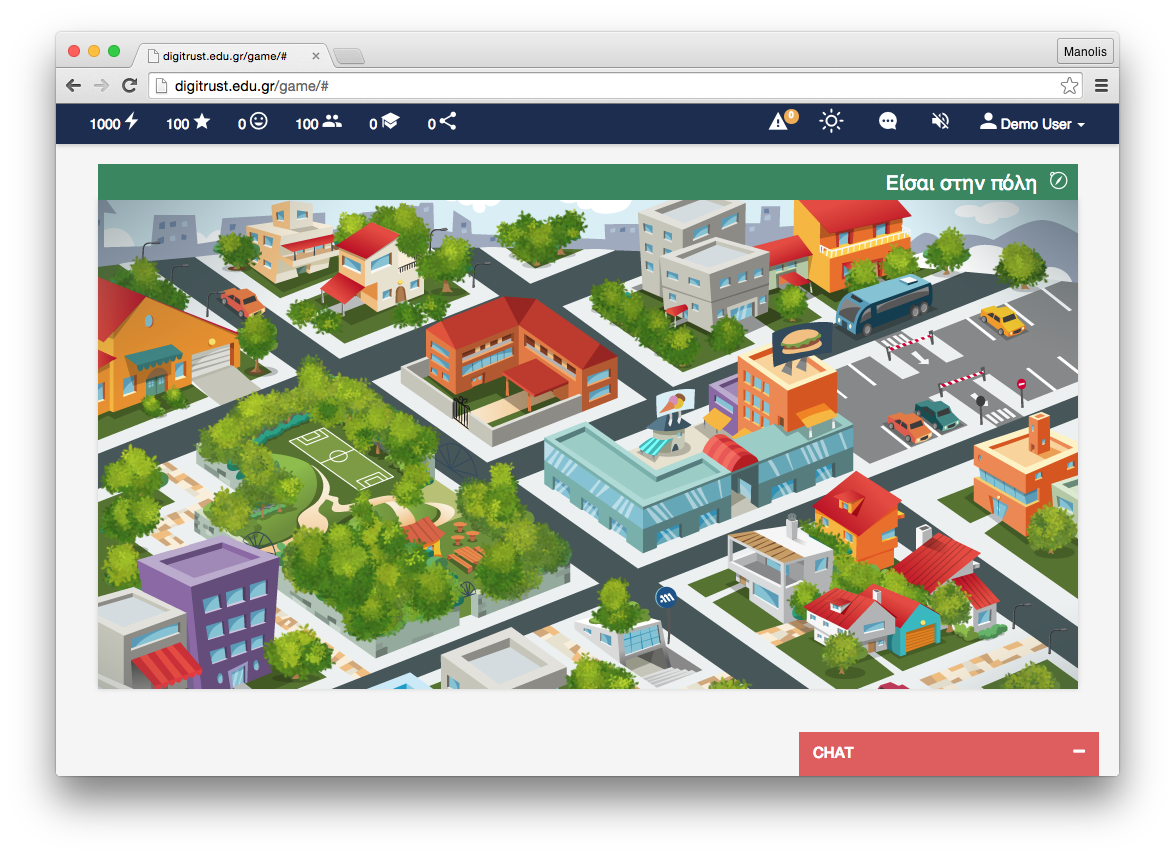 digitrust.edu.gr/game/#
Manolis
digitrust.edu.gr/game/#
1000 100 0 100 0 0 0 Demo User
Είσαι στην πόλη
CHAT